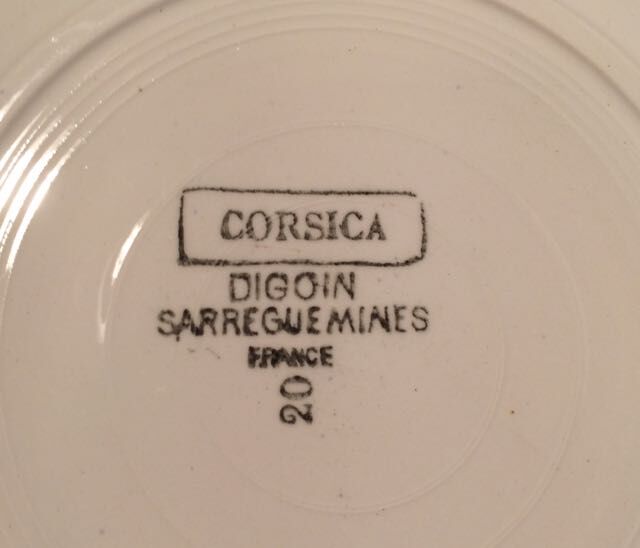 CORSICA
DIGOIN
SARREGUEMINES
FRANCE
20